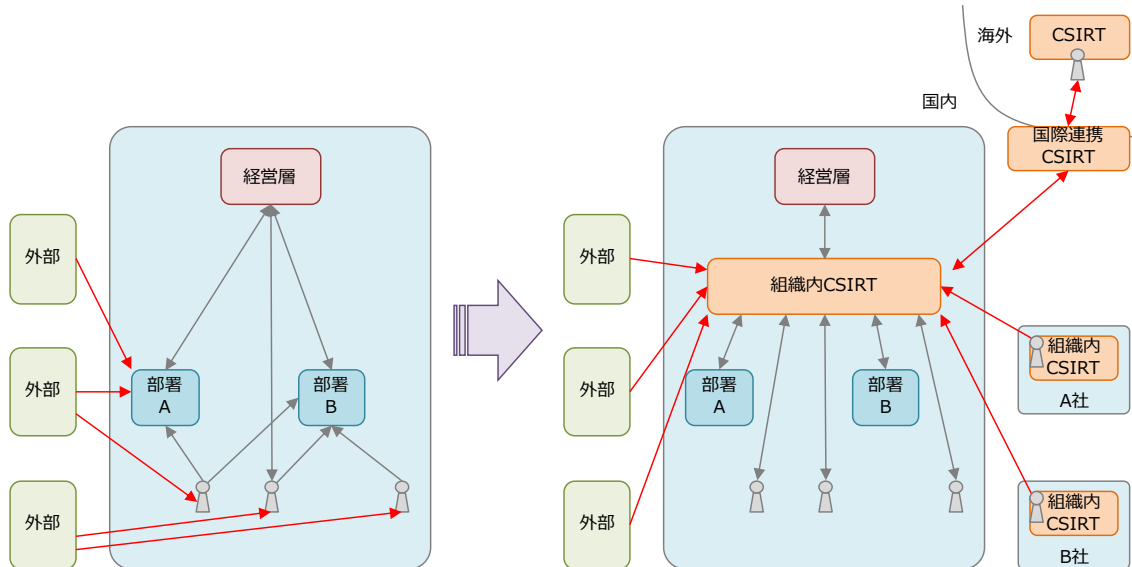 経営層
外部
外部
外部
部署
A
部署
B
海外
CSIRT
国内
国際連携
CSIRT
経営層
外部
外部
外部
組織内CSIRT
部署
A
部署
B
組織内
CSIRT
A社
組織内
CSIRT
B社